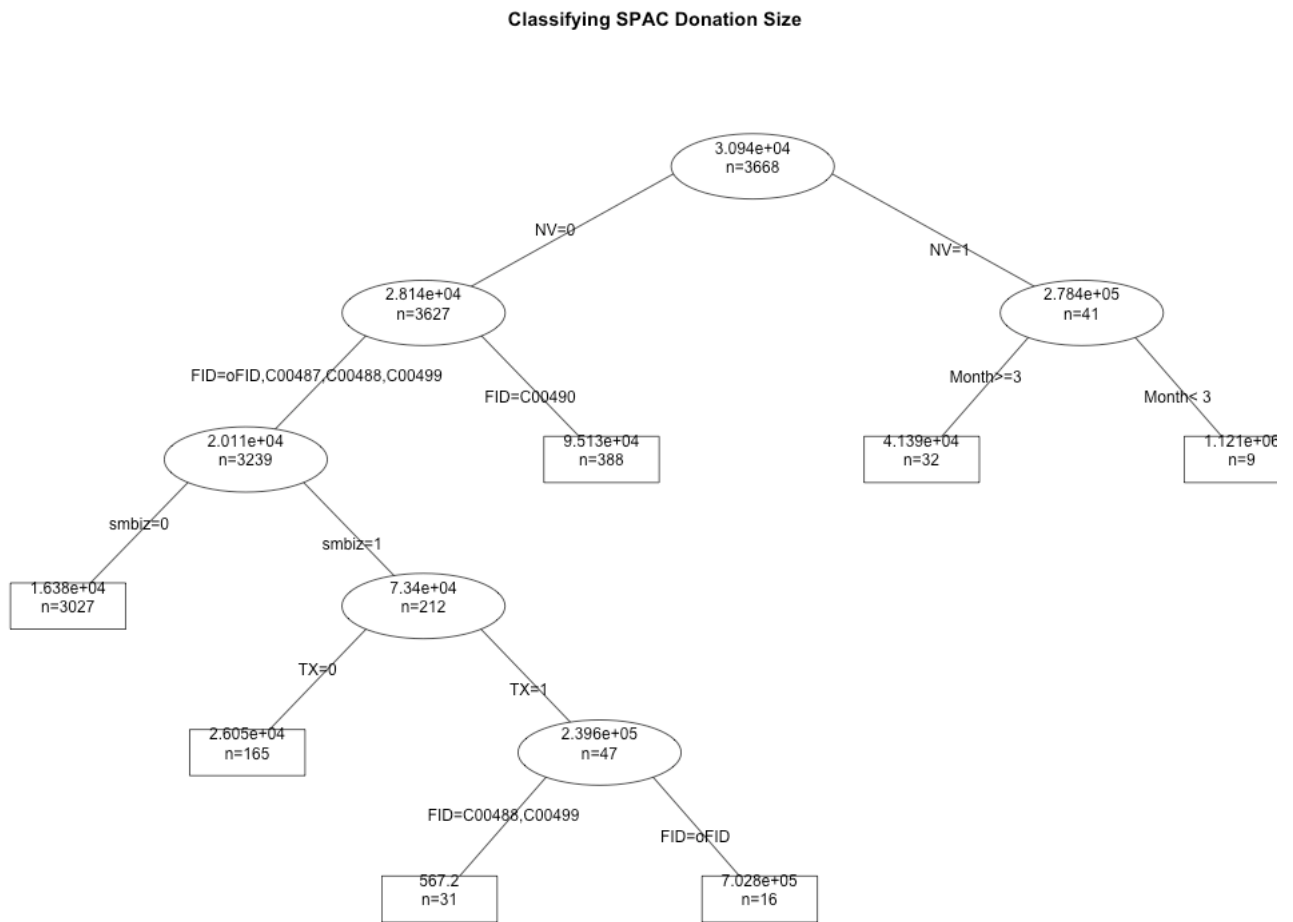 Classifying SPAC Donation Size
3.094e+04
n=3668
NV=0
NV=1
2.814e+04
n=3627
2.784e+05
n=41
FID=oFID,C00487,C00488,C00499
FID=C00490
Month>=3
Month< 3
2.011e+04
n=3239
9.513e+04
n=388
4.139e+04
n=32
1.121e+06
n=9
smbiz=0
smbiz=1
1.638e+04
n=3027
7.34e+04
n=212
TX=0
TX=1
2.605e+04
n=165
2.396e+05
n=47
FID=C00488,C00499
FID=oFID
567.2
n=31
7.028e+05
n=16